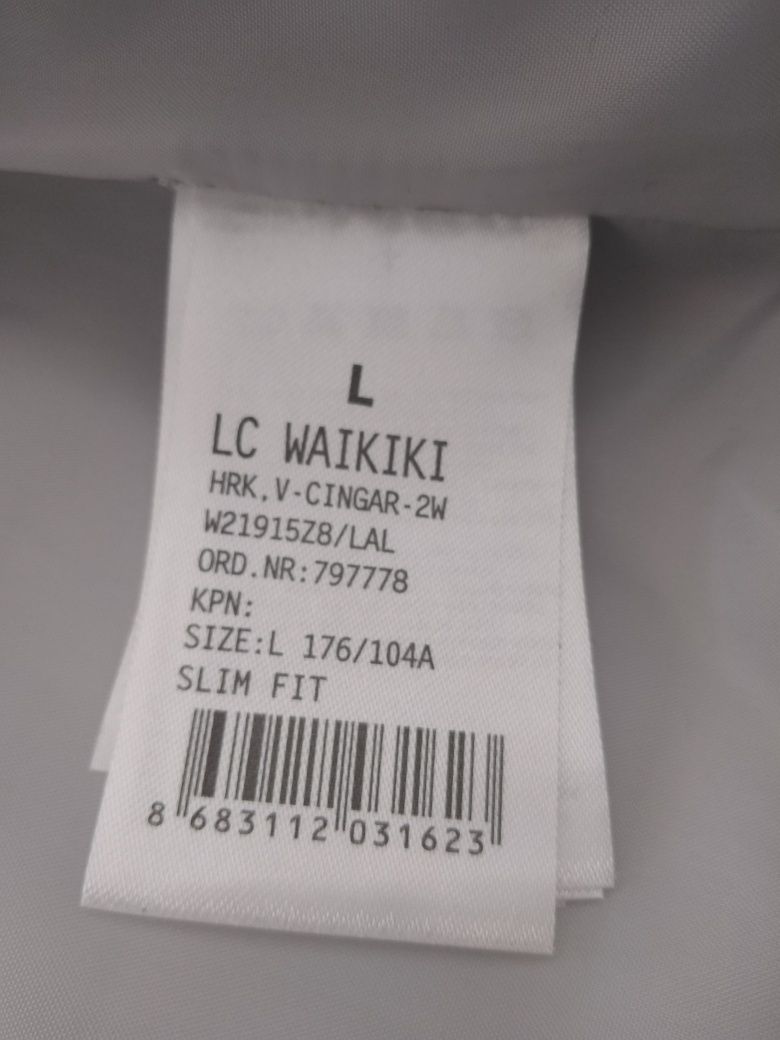 L
LC WAIKIKI
HRK.V-CINGAR-2W
W21915Z8/LAL
ORD.NR:797778
KPN:
SIZE:L 176/104A
SLIM FIT
8 683112 031623